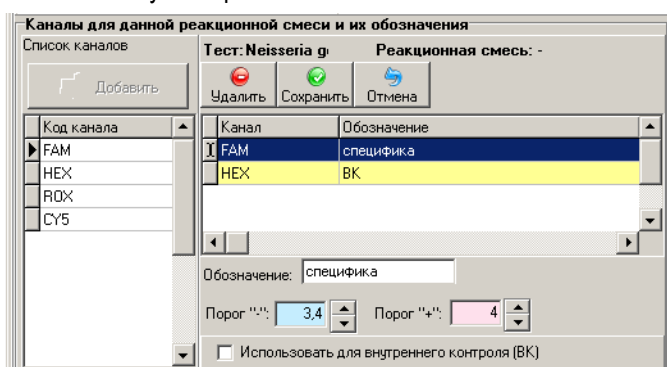 Каналы для данной реакционной смеси и их обозначения
Список каналов
Добавить
Код канала
FAM
HEX
ROX
CY5
Тест: Neisseria Реакционная смесь: -
Удалить Сохранить Отмена
Канал Обозначение
FAM специфика
HEX ВК
Обозначение: специфика
Порог "-": 3,4 Порог "+": 4
Использовать для внутреннего контроля (ВК)